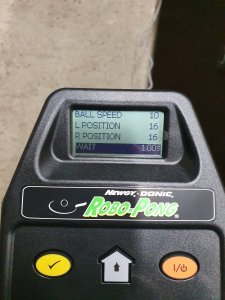 BALL SPEED 10
L POSITION 16
R POSITION 16
WAIT 1.00s
NEWGY DONIC
ROBO-PONG
I/⏻